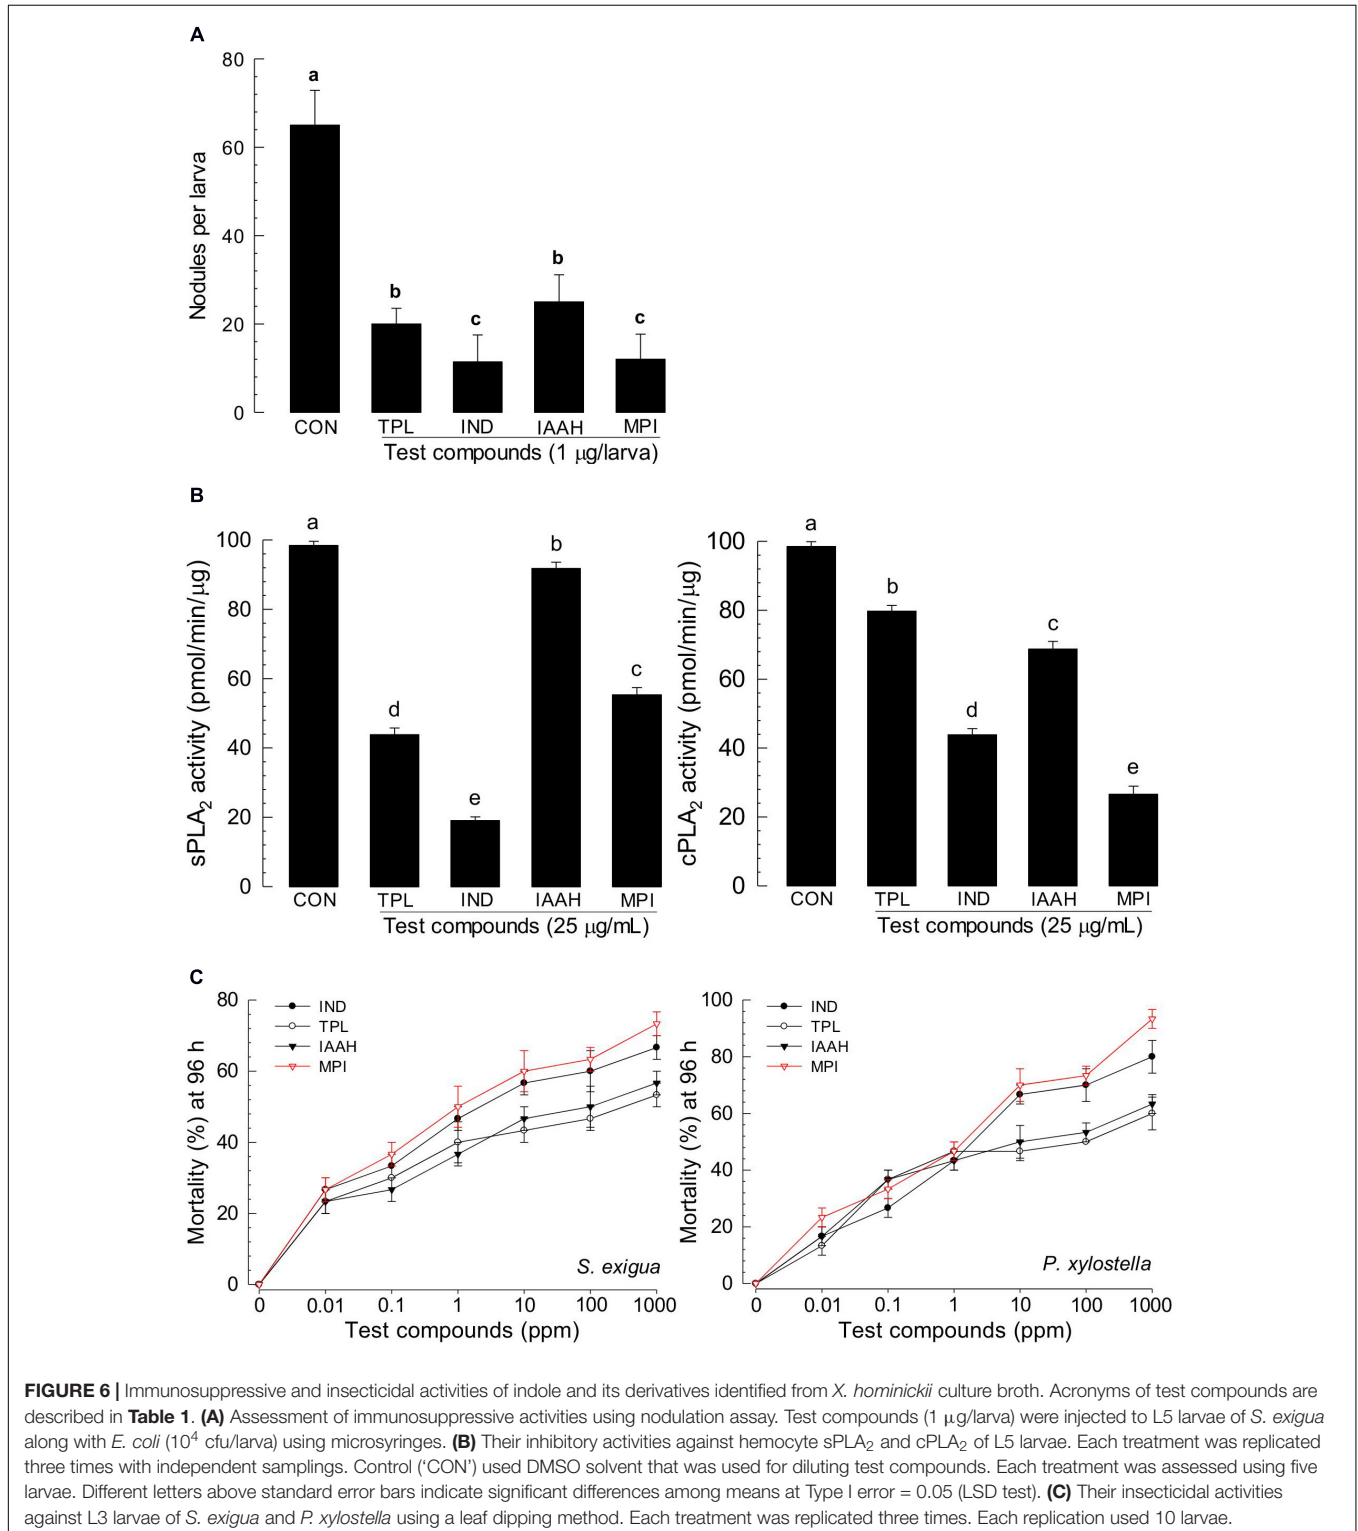 A
80
60
40
20
0
Nodules per larva
a
b
c
b
c
CON
TPL
IND
IAAH
MPI
Test compounds (1 μg/larva)
B
100
80
60
40
20
0
sPLA2 activity (pmol/min/μg)
a
d
e
b
c
CON
TPL
IND
IAAH
MPI
Test compounds (25 μg/mL)
100
80
60
40
20
0
cPLA2 activity (pmol/min/μg)
a
b
d
c
e
CON
TPL
IND
IAAH
MPI
Test compounds (25 μg/mL)
C
80
60
40
20
0
Mortality (%) at 96 h
IND
TPL
IAAH
MPI
S. exigua
0 0.01 0.1 1 10 100 1000
Test compounds (ppm)
100
80
60
40
20
0
Mortality (%) at 96 h
IND
TPL
IAAH
MPI
P. xylostella
0 0.01 0.1 1 10 100 1000
Test compounds (ppm)
FIGURE 6 | Immunosuppressive and insecticidal activities of indole and its derivatives identified from X. hominickii culture broth. Acronyms of test compounds are
described in Table 1. (A) Assessment of immunosuppressive activities using nodulation assay. Test compounds (1 μg/larva) were injected to L5 larvae of S. exigua
along with E. coli (10⁴ cfu/larva) using microsyringes. (B) Their inhibitory activities against hemocyte sPLA2 and cPLA2 of L5 larvae. Each treatment was replicated
three times with independent samplings. Control ('CON') used DMSO solvent that was used for diluting test compounds. Each treatment was assessed using five
larvae. Different letters above standard error bars indicate significant differences among means at Type I error = 0.05 (LSD test). (C) Their insecticidal activities
against L3 larvae of S. exigua and P. xylostella using a leaf dipping method. Each treatment was replicated three times. Each replication used 10 larvae.